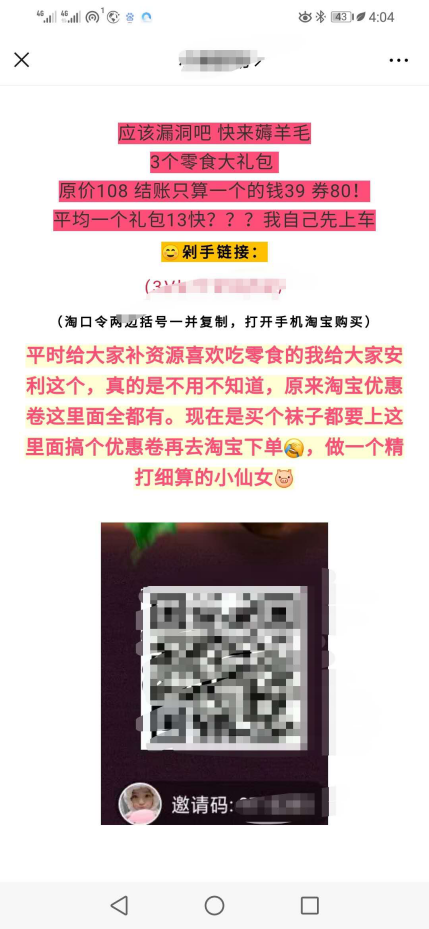 4G 4G 1 43 4:04
应该漏洞吧 快来薅羊毛
3个零食大礼包
原价108 结账只算一个的钱39 券80!
平均一个礼包13快？？？我自己先上车
剁手链接：
(3
（淘口令两边括号一并复制，打开手机淘宝购买）
平时给大家补资源喜欢吃零食的我给大家安
利这个，真的是不用不知道，原来淘宝优惠
卷这里面全都有。现在是买个袜子都要上这
里面搞个优惠卷再去淘宝下单，做一个精
打细算的小仙女
邀请码: